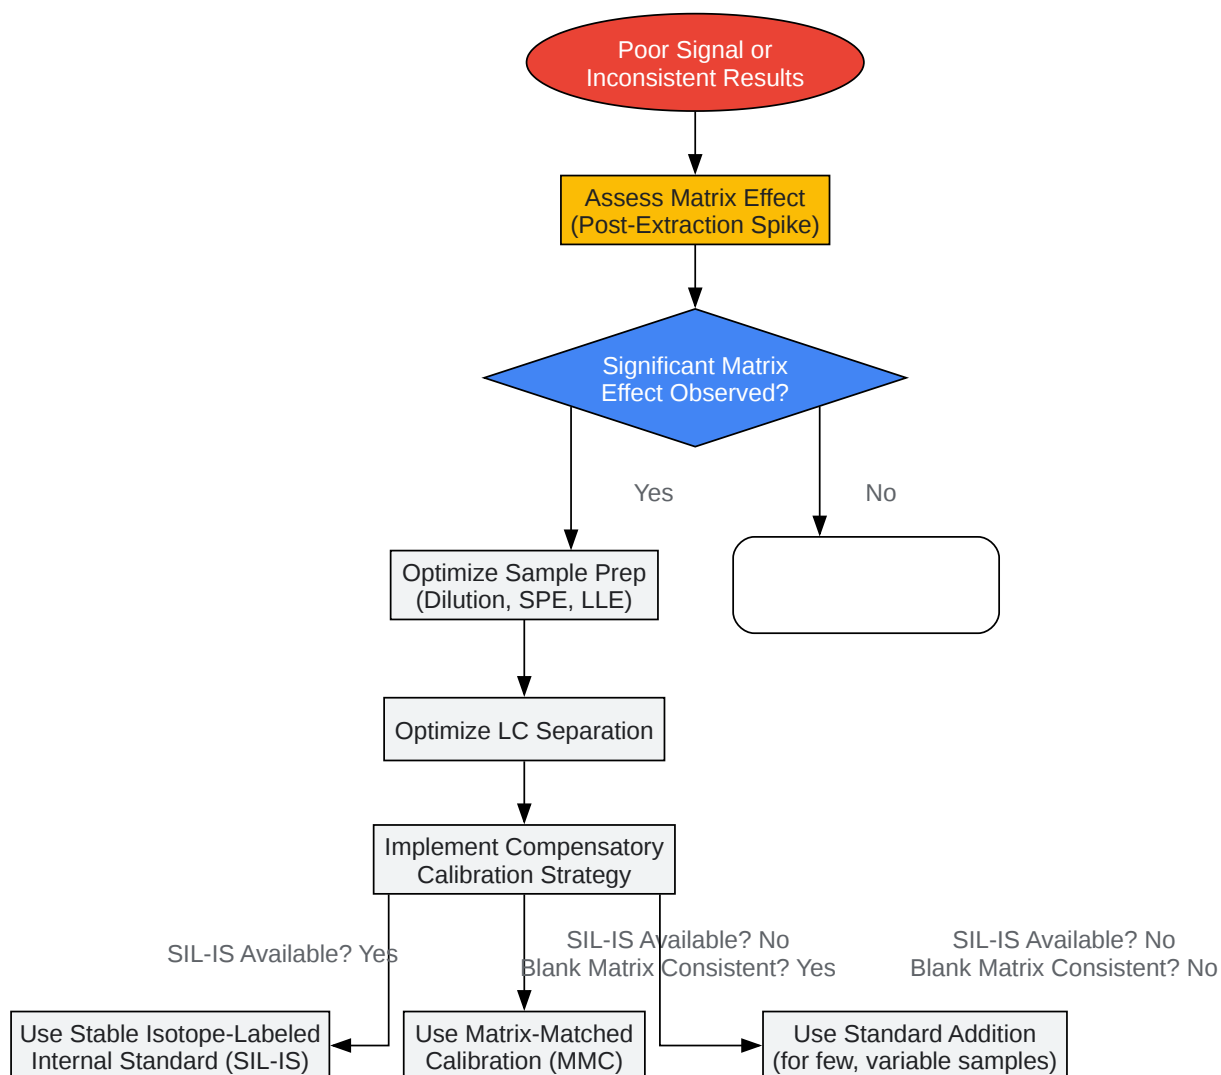 Poor Signal or
Inconsistent Results
Assess Matrix Effect
(Post-Extraction Spike)
Significant Matrix
Effect Observed?
Yes
No
Optimize Sample Prep
(Dilution, SPE, LLE)
Optimize LC Separation
Implement Compensatory
Calibration Strategy
SIL-IS Available? Yes
SIL-IS Available? No
Blank Matrix Consistent? Yes
SIL-IS Available? No
Blank Matrix Consistent? No
Use Stable Isotope-Labeled
Internal Standard (SIL-IS)
Use Matrix-Matched
Calibration (MMC)
Use Standard Addition
(for few, variable samples)